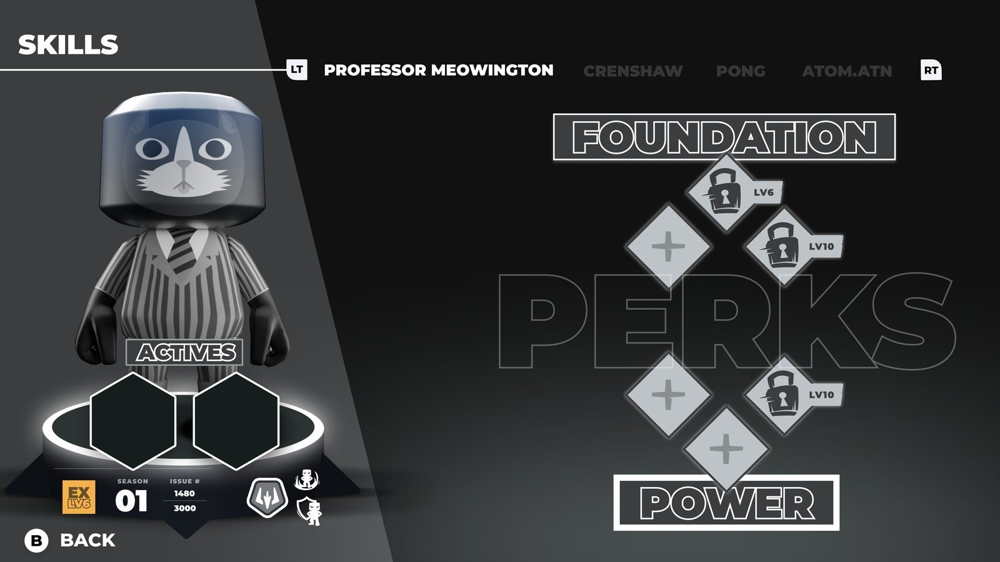 SKILLS
LT PROFESSOR MEOWINGTON CRENSHAW PONG ATOM.ATN RT
FOUNDATION
LV6
LV10
PERKS
ACTIVES
LV10
EX
LV6
SEASON
01
ISSUE #
1480
3000
POWER
B BACK